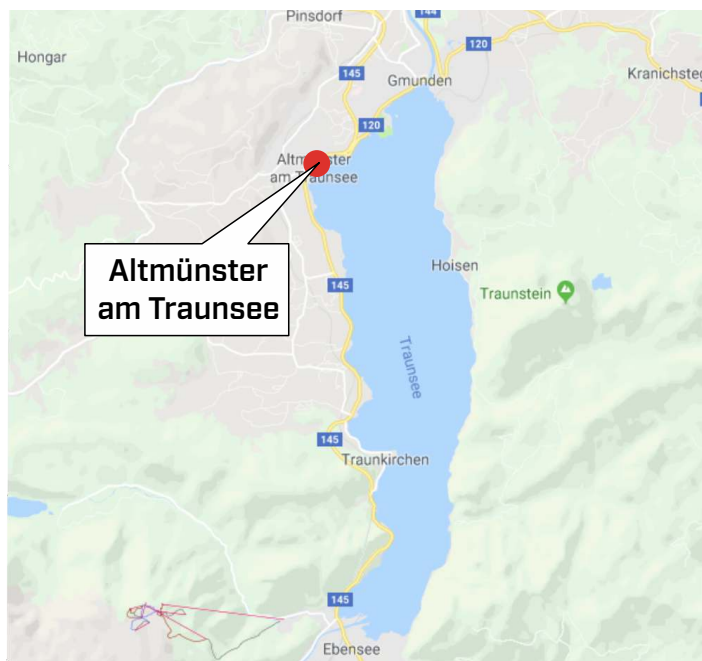 Pinsdorf
144
Hongar
145
120
Gmunden
Kranichsteg
120
Altmünster
am Traunsee
Altmünster
am Traunsee
Hoisen
145
Traunstein
Traunsee
145
Traunkirchen
145
Ebensee